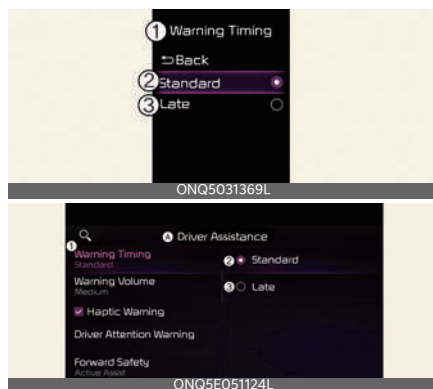 ① Warning Timing
⮌Back
② Standard
③ Late
ONQ5031369L
Ⓐ Driver Assistance
① Warning Timing
Standard
② Standard
Warning Volume
Medium
③ Late
Haptic Warning
Driver Attention Warning
Forward Safety
Active Assist
ONQ5E051124L